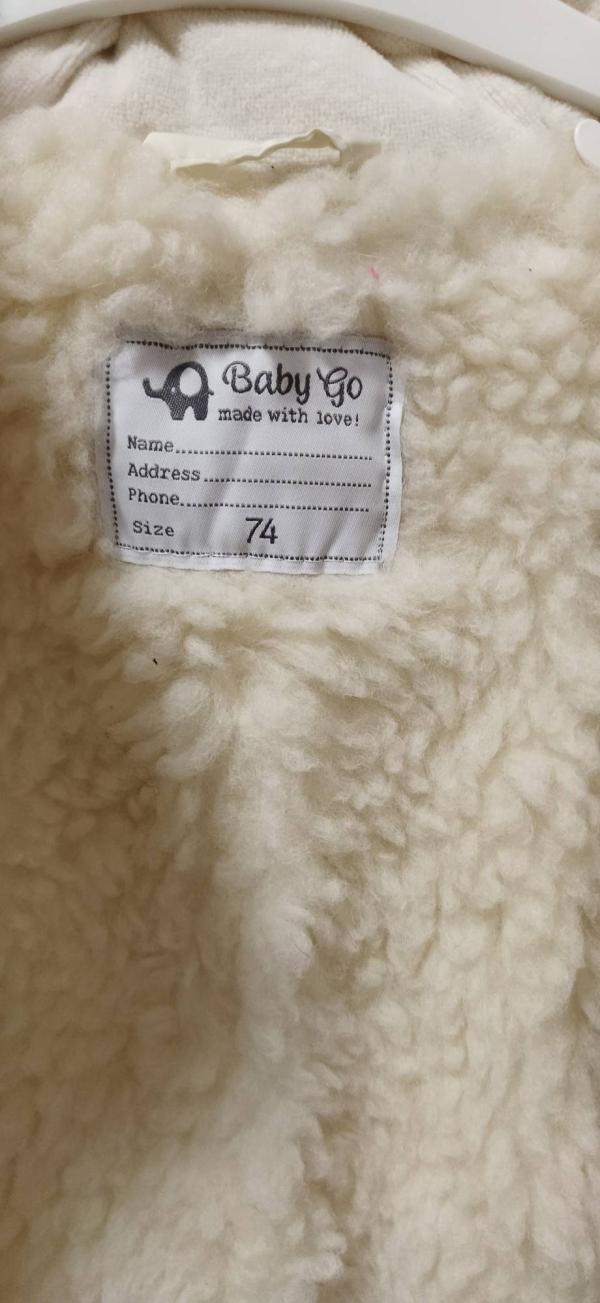 Baby Go
made with love!
Name
Address
Phone
Size 74